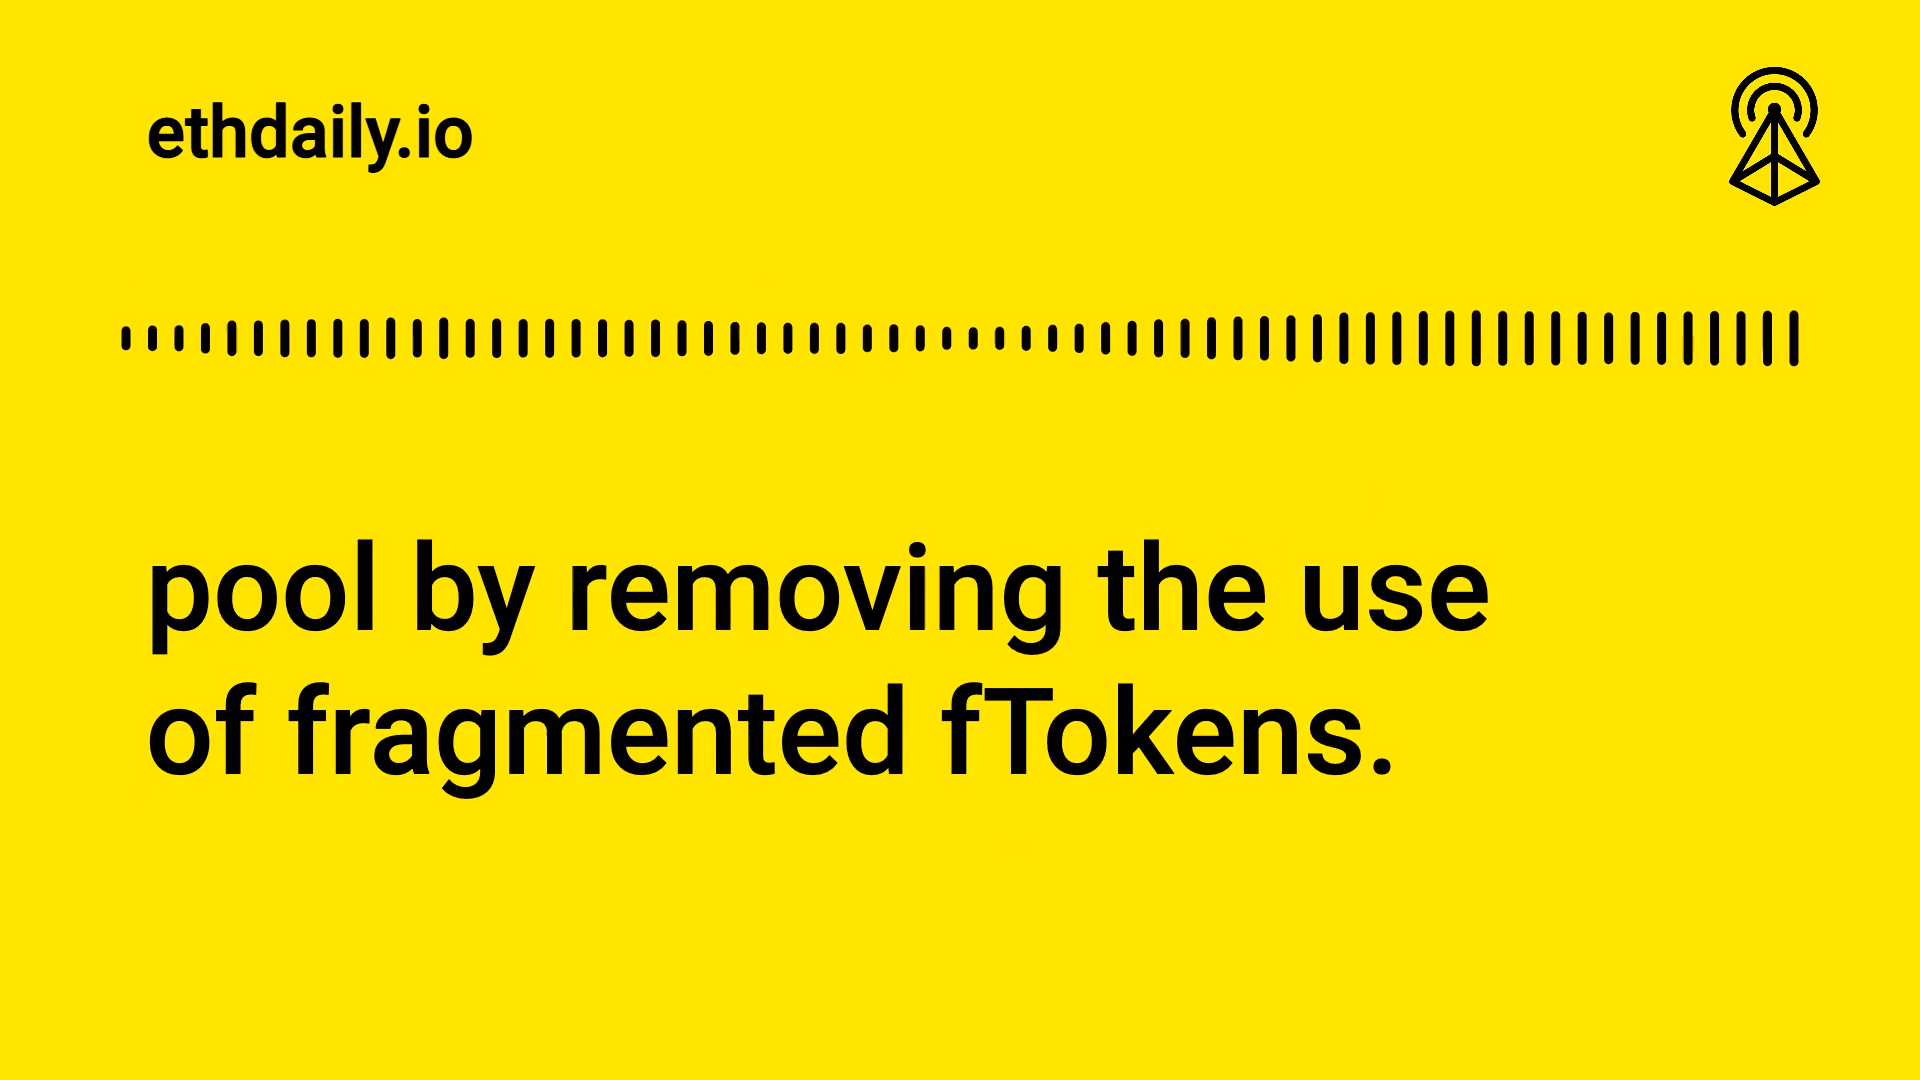 ethdaily.io
pool by removing the use
of fragmented fTokens.